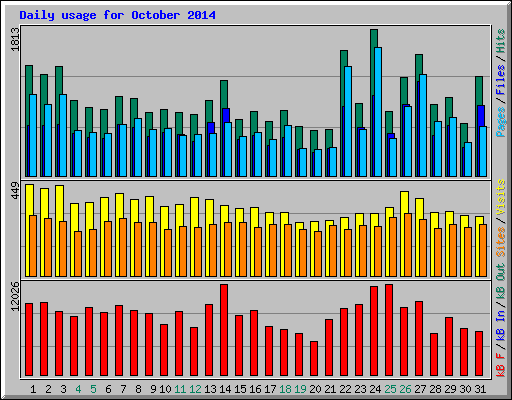 Daily usage for October 2014
1813
Pages / Files / Hits
449
Sites / Visits
12026
kB F / kB In / kB Out
1 2 3 4 5 6 7 8 9 10 11 12 13 14 15 16 17 18 19 20 21 22 23 24 25 26 27 28 29 30 31